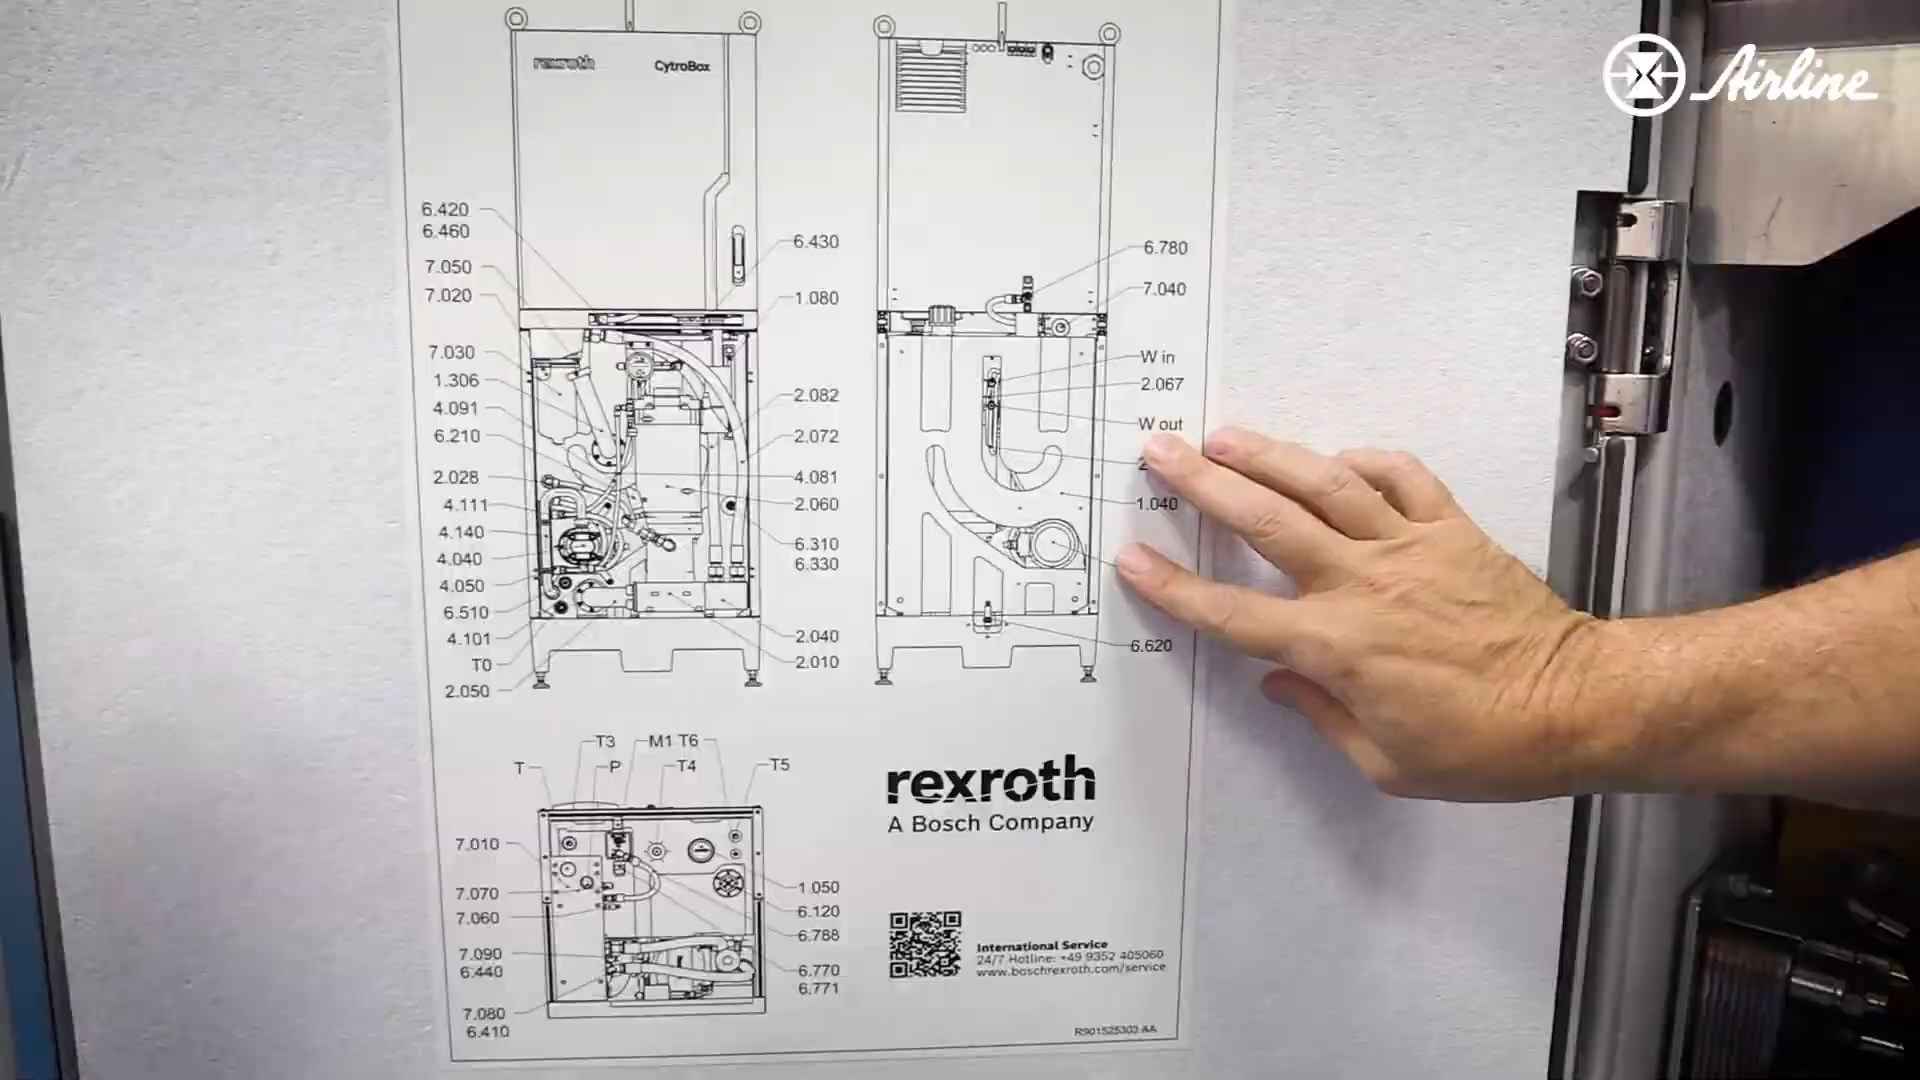 Airline
rexroth
CytroBox
6.420
6.460
7.050
7.020
7.030
1.306
4.091
6.210
2.028
4.111
4.140
4.040
4.050
6.510
4.101
T0
2.050
6.430
1.080
2.082
2.072
4.081
2.060
6.310
6.330
2.040
2.010
6.780
7.040
W in
2.067
W out
1.040
6.620
T3
M1 T6
T
P
T4
T5
7.010
7.070
7.060
7.090
6.440
7.080
6.410
1.050
6.120
6.788
6.770
6.771
rexroth
A Bosch Company
International Service
24/7 Hotline: +49 9352 405060
www.boschrexroth.com/service
R901525303 AA